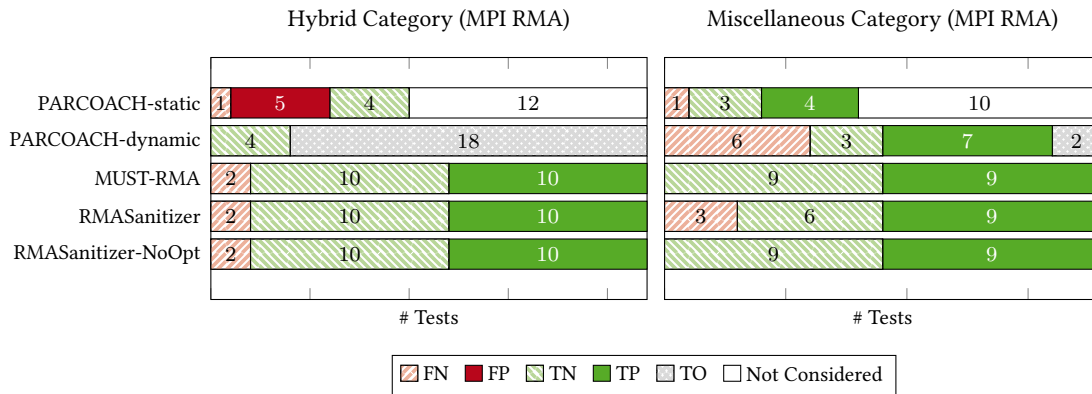 Hybrid Category (MPI RMA)
Miscellaneous Category (MPI RMA)
PARCOACH-static
1 5 4 12
1 3 4 10
PARCOACH-dynamic
4 18
6 3 7 2
MUST-RMA
2 10 10
9 9
RMASanitizer
2 10 10
3 6 9
RMASanitizer-NoOpt
2 10 10
9 9
# Tests
# Tests
FN FP TN TP TO Not Considered